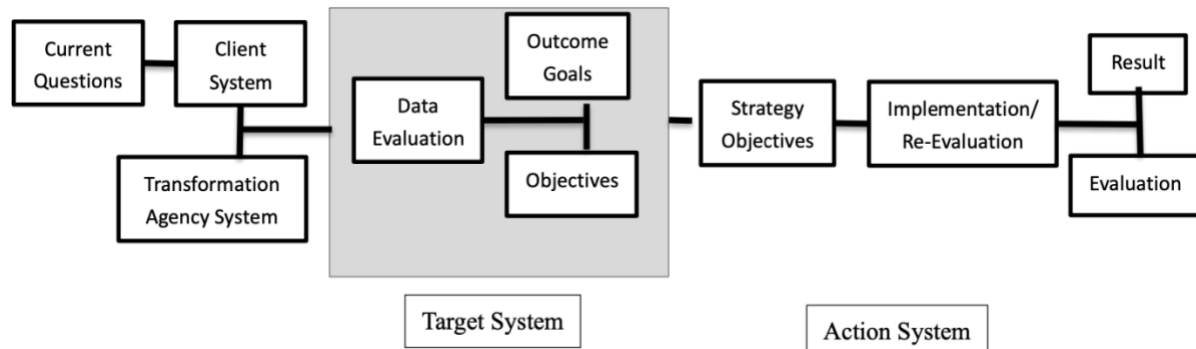 Current
Questions
Client
System
Transformation
Agency System
Data
Evaluation
Outcome
Goals
Objectives
Strategy
Objectives
Implementation/
Re-Evaluation
Result
Evaluation
Target System
Action System